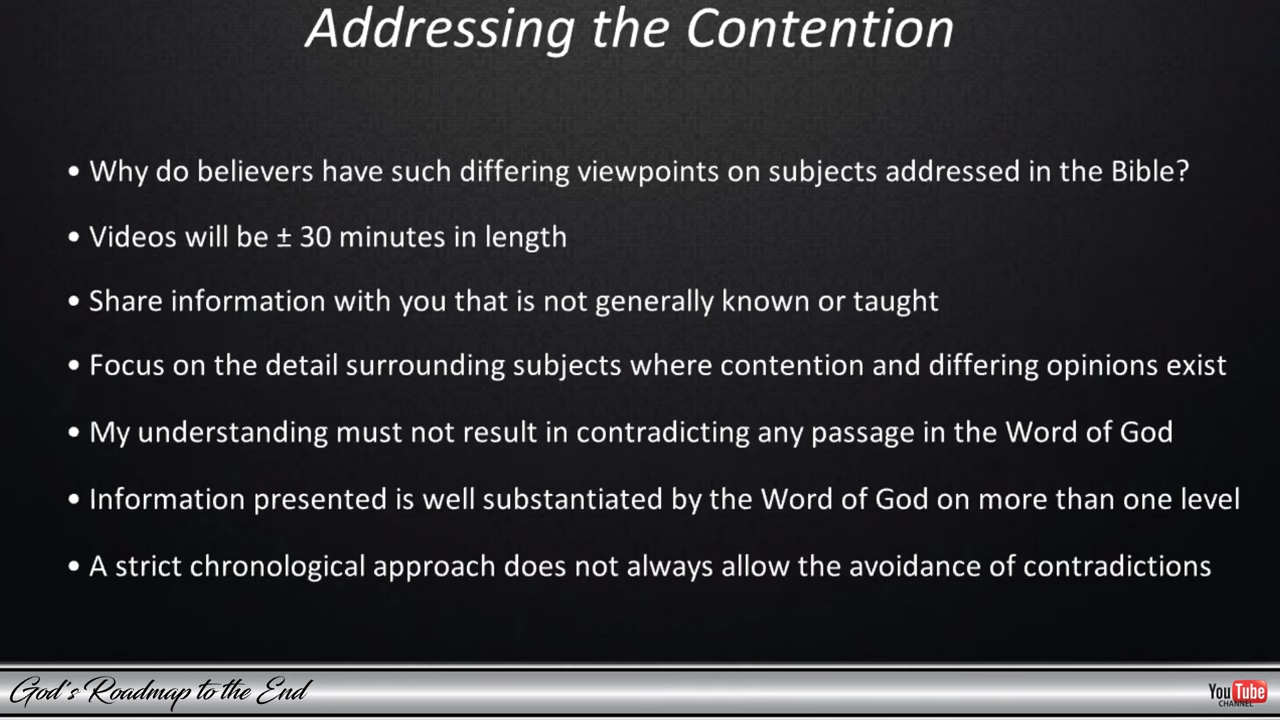 Addressing the Contention
• Why do believers have such differing viewpoints on subjects addressed in the Bible?
• Videos will be ± 30 minutes in length
• Share information with you that is not generally known or taught
• Focus on the detail surrounding subjects where contention and differing opinions exist
• My understanding must not result in contradicting any passage in the Word of God
• Information presented is well substantiated by the Word of God on more than one level
• A strict chronological approach does not always allow the avoidance of contradictions
God's Roadmap to the End
YouTube
CHANNEL